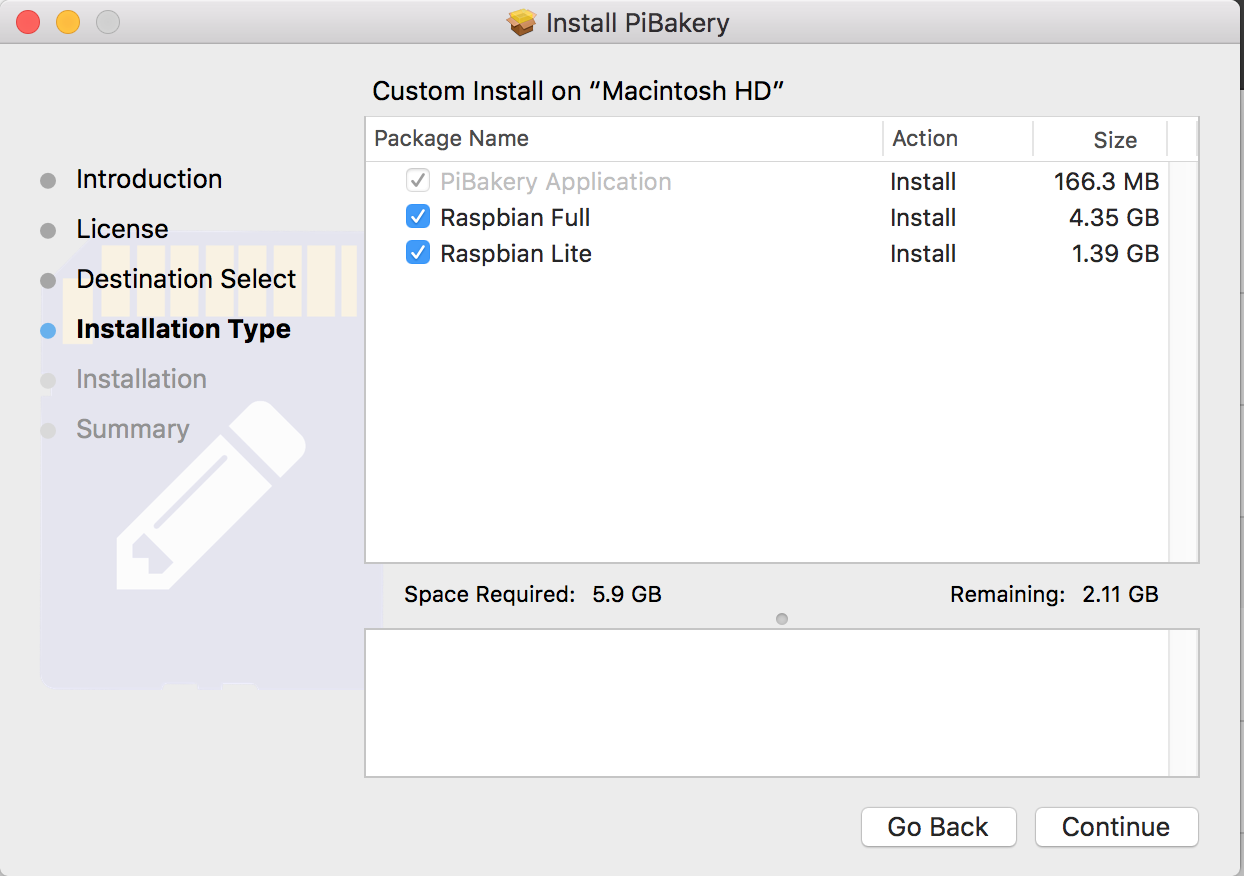 Install PiBakery
Custom Install on “Macintosh HD”
Package Name Action Size
PiBakery Application Install 166.3 MB
Raspbian Full Install 4.35 GB
Raspbian Lite Install 1.39 GB
Introduction
License
Destination Select
Installation Type
Installation
Summary
Space Required: 5.9 GB Remaining: 2.11 GB
Go Back Continue